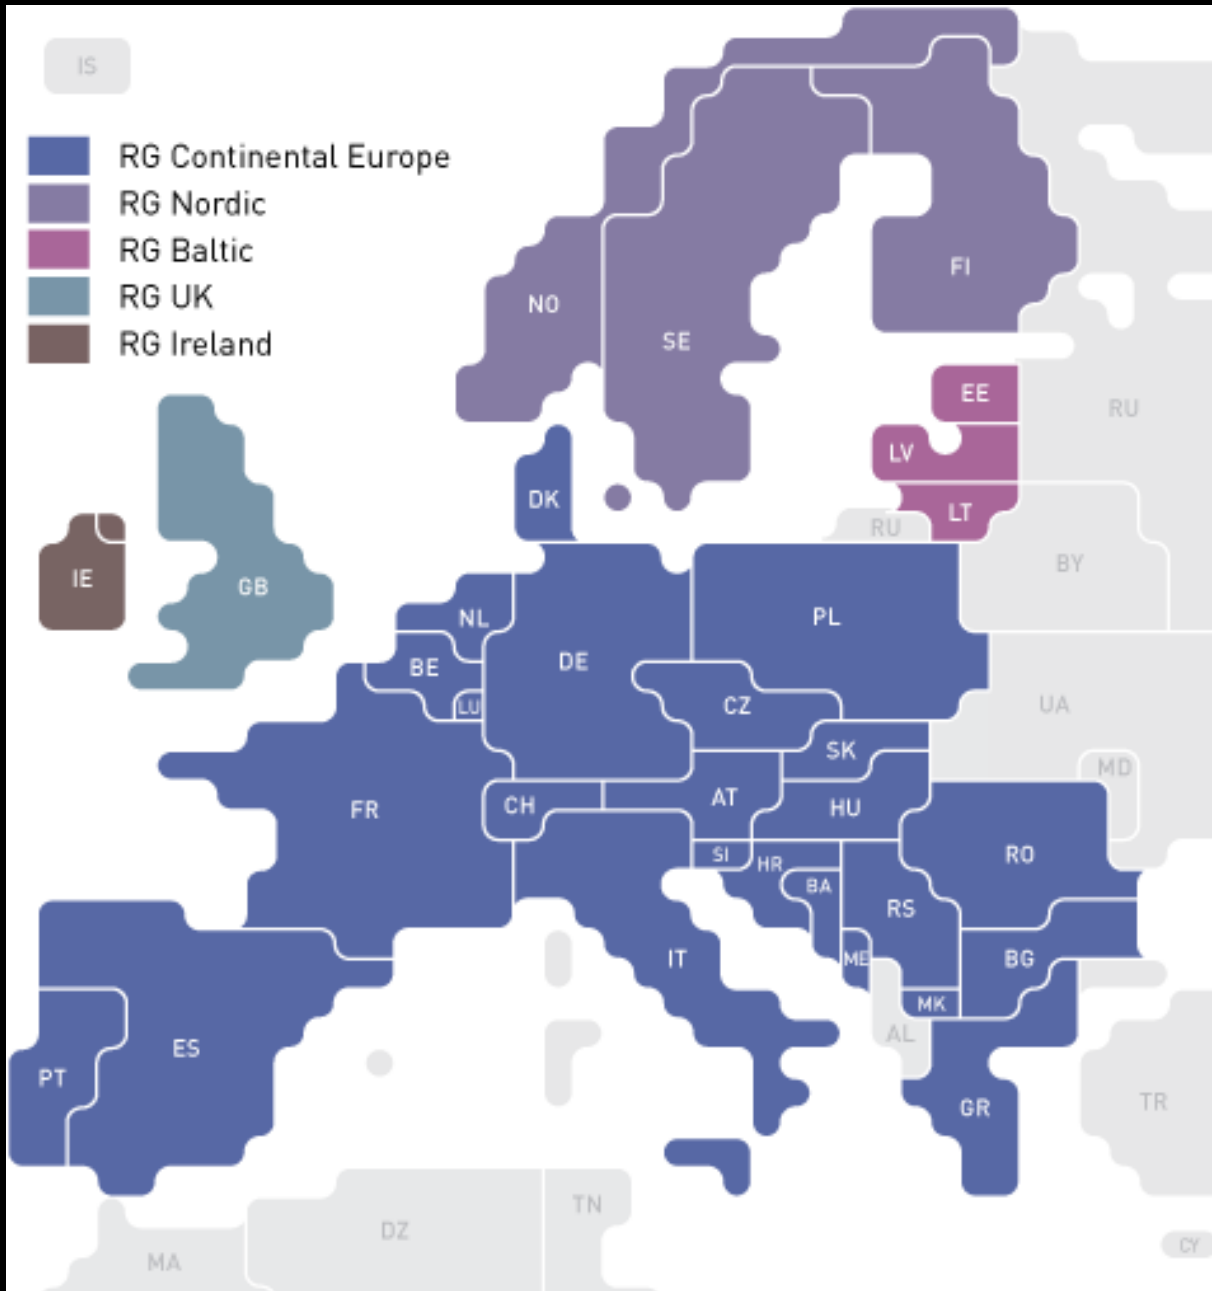 IS
RG Continental Europe
RG Nordic
RG Baltic
RG UK
RG Ireland
FI
NO
SE
EE
RU
LV
DK
LT
RU
BY
IE
GB
NL
PL
BE
DE
LU
CZ
UA
SK
MD
FR
CH
AT
HU
SI
HR
RO
BA
RS
IT
ME
BG
MK
AL
ES
PT
GR
TR
TN
DZ
MA
CY